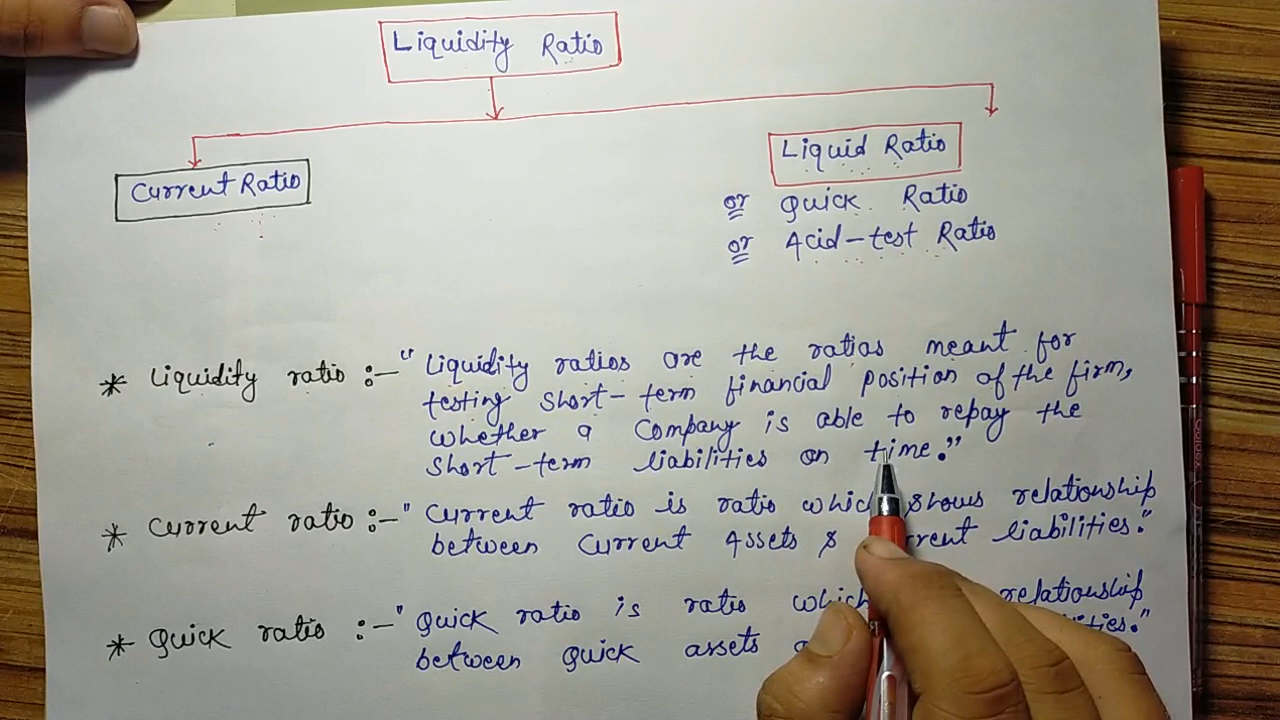 Liquidity Ratio
Current Ratio
Liquid Ratio
or Quick Ratio
or Acid-test Ratio
* Liquidity ratio :- "Liquidity ratios are the ratias meant for
testing short-term financial position of the firm,
whether a company is able to repay the
short-term liabilities on time."
* Current ratio :- "Current ratio is ratio which shows relationship
between current Assets & liabilities."
* Quick ratio :- "Quick ratio is ratio relationship
between quick assets